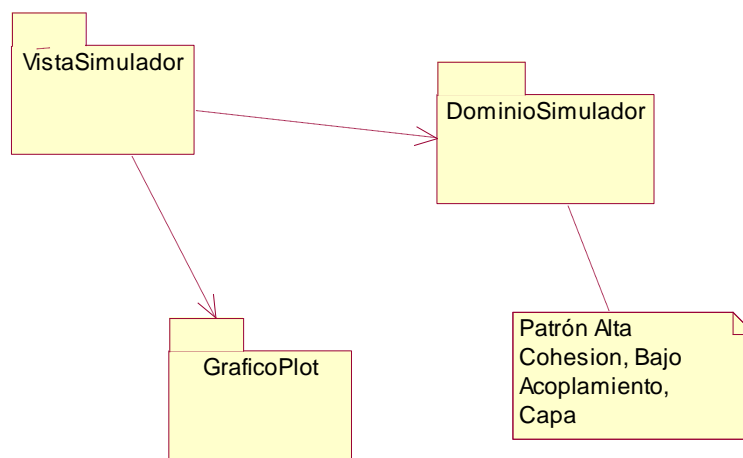 VistaSimulador
DominioSimulador
GraficoPlot
Patrón Alta
Cohesion, Bajo
Acoplamiento,
Capa